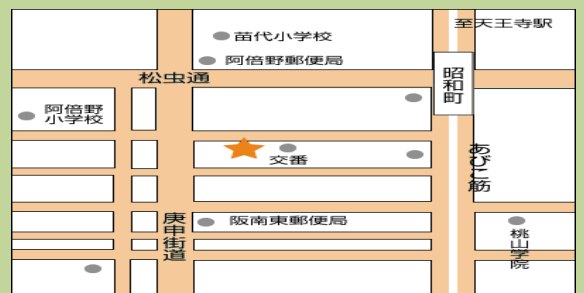 至天王寺駅
苗代小学校
阿倍野郵便局
松虫通
昭和町
阿倍野
小学校
交番
あびこ筋
庚申街道
阪南東郵便局
桃山学院